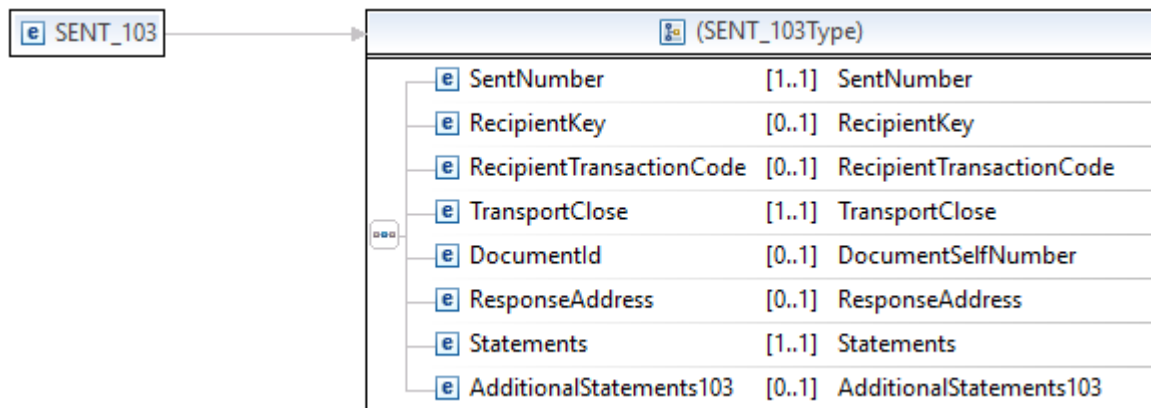 e SENT_103
(SENT_103Type)
e SentNumber [1..1] SentNumber
e RecipientKey [0..1] RecipientKey
e RecipientTransactionCode [0..1] RecipientTransactionCode
e TransportClose [1..1] TransportClose
e DocumentId [0..1] DocumentSelfNumber
e ResponseAddress [0..1] ResponseAddress
e Statements [1..1] Statements
e AdditionalStatements103 [0..1] AdditionalStatements103